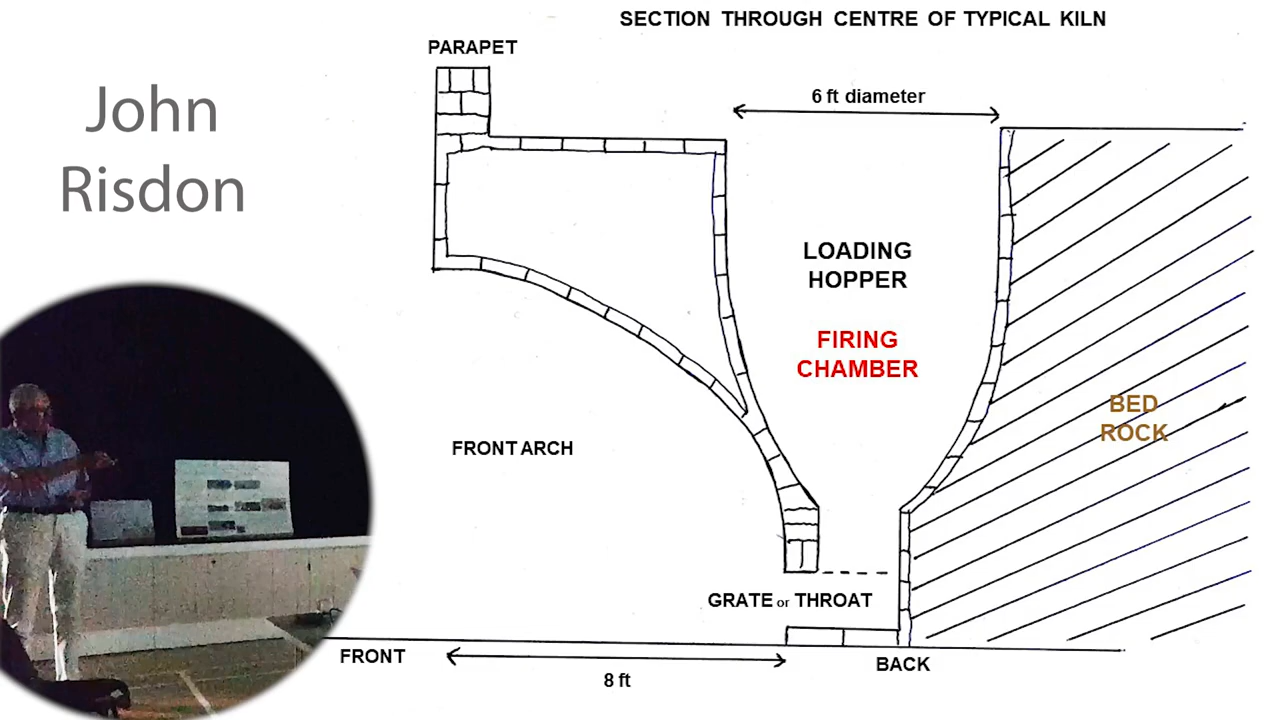 SECTION THROUGH CENTRE OF TYPICAL KILN
PARAPET
John
Risdon
6 ft diameter
LOADING
HOPPER
FIRING
CHAMBER
BED
ROCK
FRONT ARCH
GRATE or THROAT
FRONT
BACK
8 ft